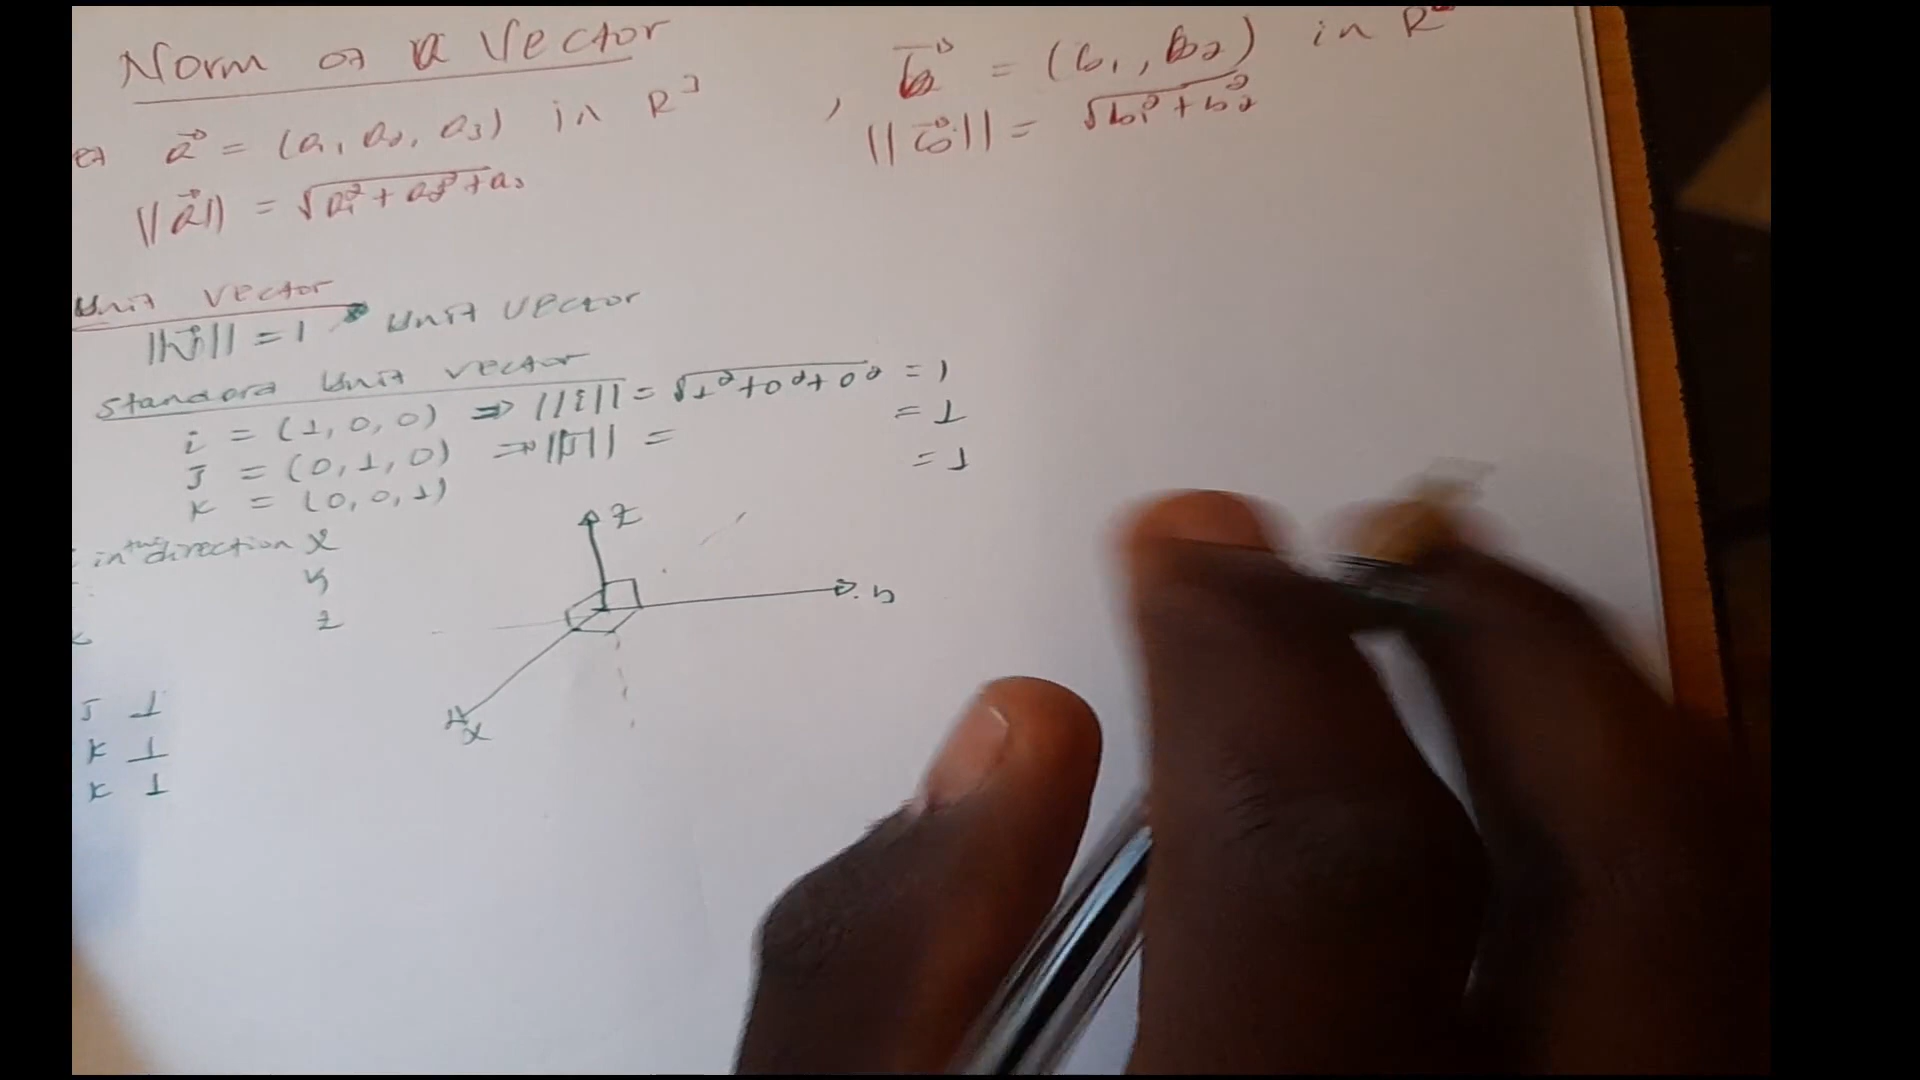 Norm of a Vector
a⃗ = (a₁, a₂, a₃) in R³ ,
||a⃗|| = √a₁² + a₂² + a₃
b⃗ = (b₁, b₂) in R²
||b⃗|| = √b₁² + b₂²
Unit Vector
||u⃗|| = 1 → Unit Vector
Standard Unit Vector
i = (1, 0, 0) ⇒ ||i|| = √1² + 0² + 0² = 1
J = (0, 1, 0) ⇒ ||J|| = = 1
K = (0, 0, 1) = 1
in the direction x
y
z
z
y
x
J ⊥
K ⊥
K ⊥